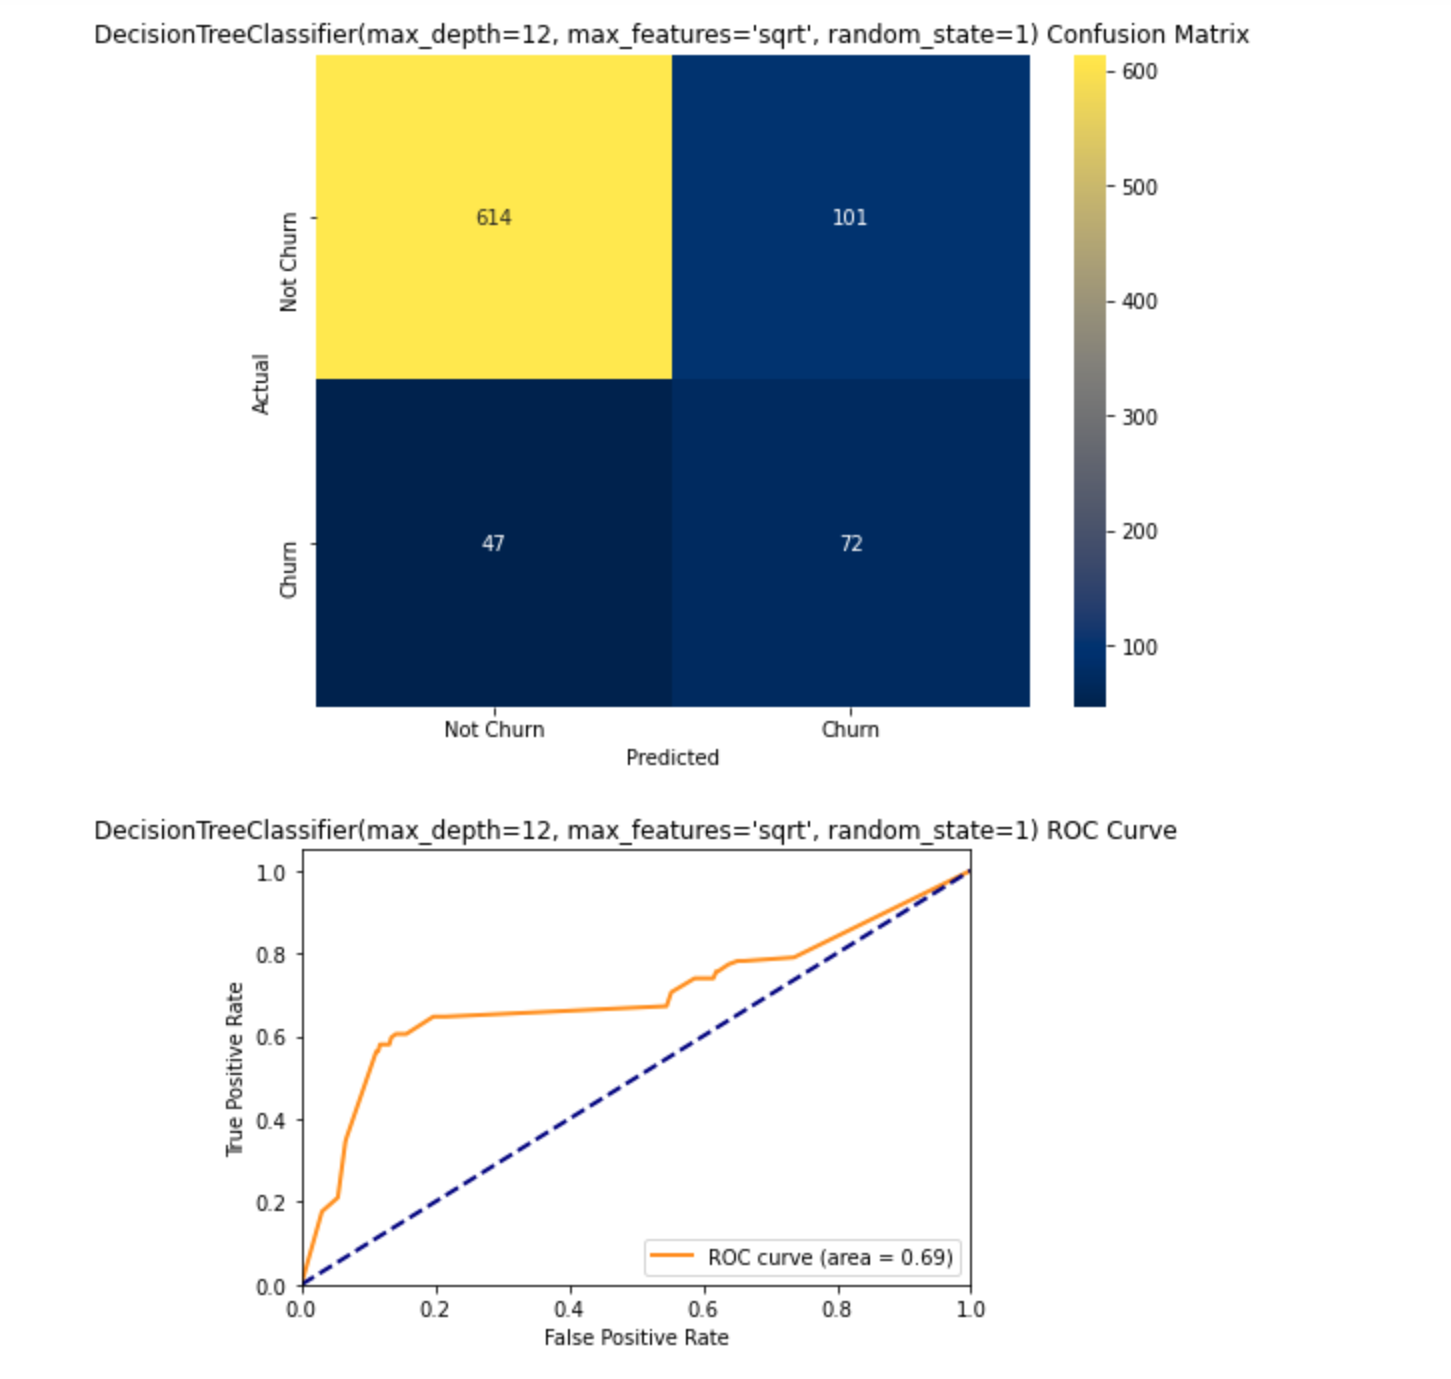 DecisionTreeClassifier(max_depth=12, max_features='sqrt', random_state=1) Confusion Matrix
600
500
400
300
200
100
Actual
Not Churn
Churn
614
101
47
72
Not Churn
Churn
Predicted
DecisionTreeClassifier(max_depth=12, max_features='sqrt', random_state=1) ROC Curve
True Positive Rate
1.0
0.8
0.6
0.4
0.2
0.0
ROC curve (area = 0.69)
0.0
0.2
0.4
0.6
0.8
1.0
False Positive Rate